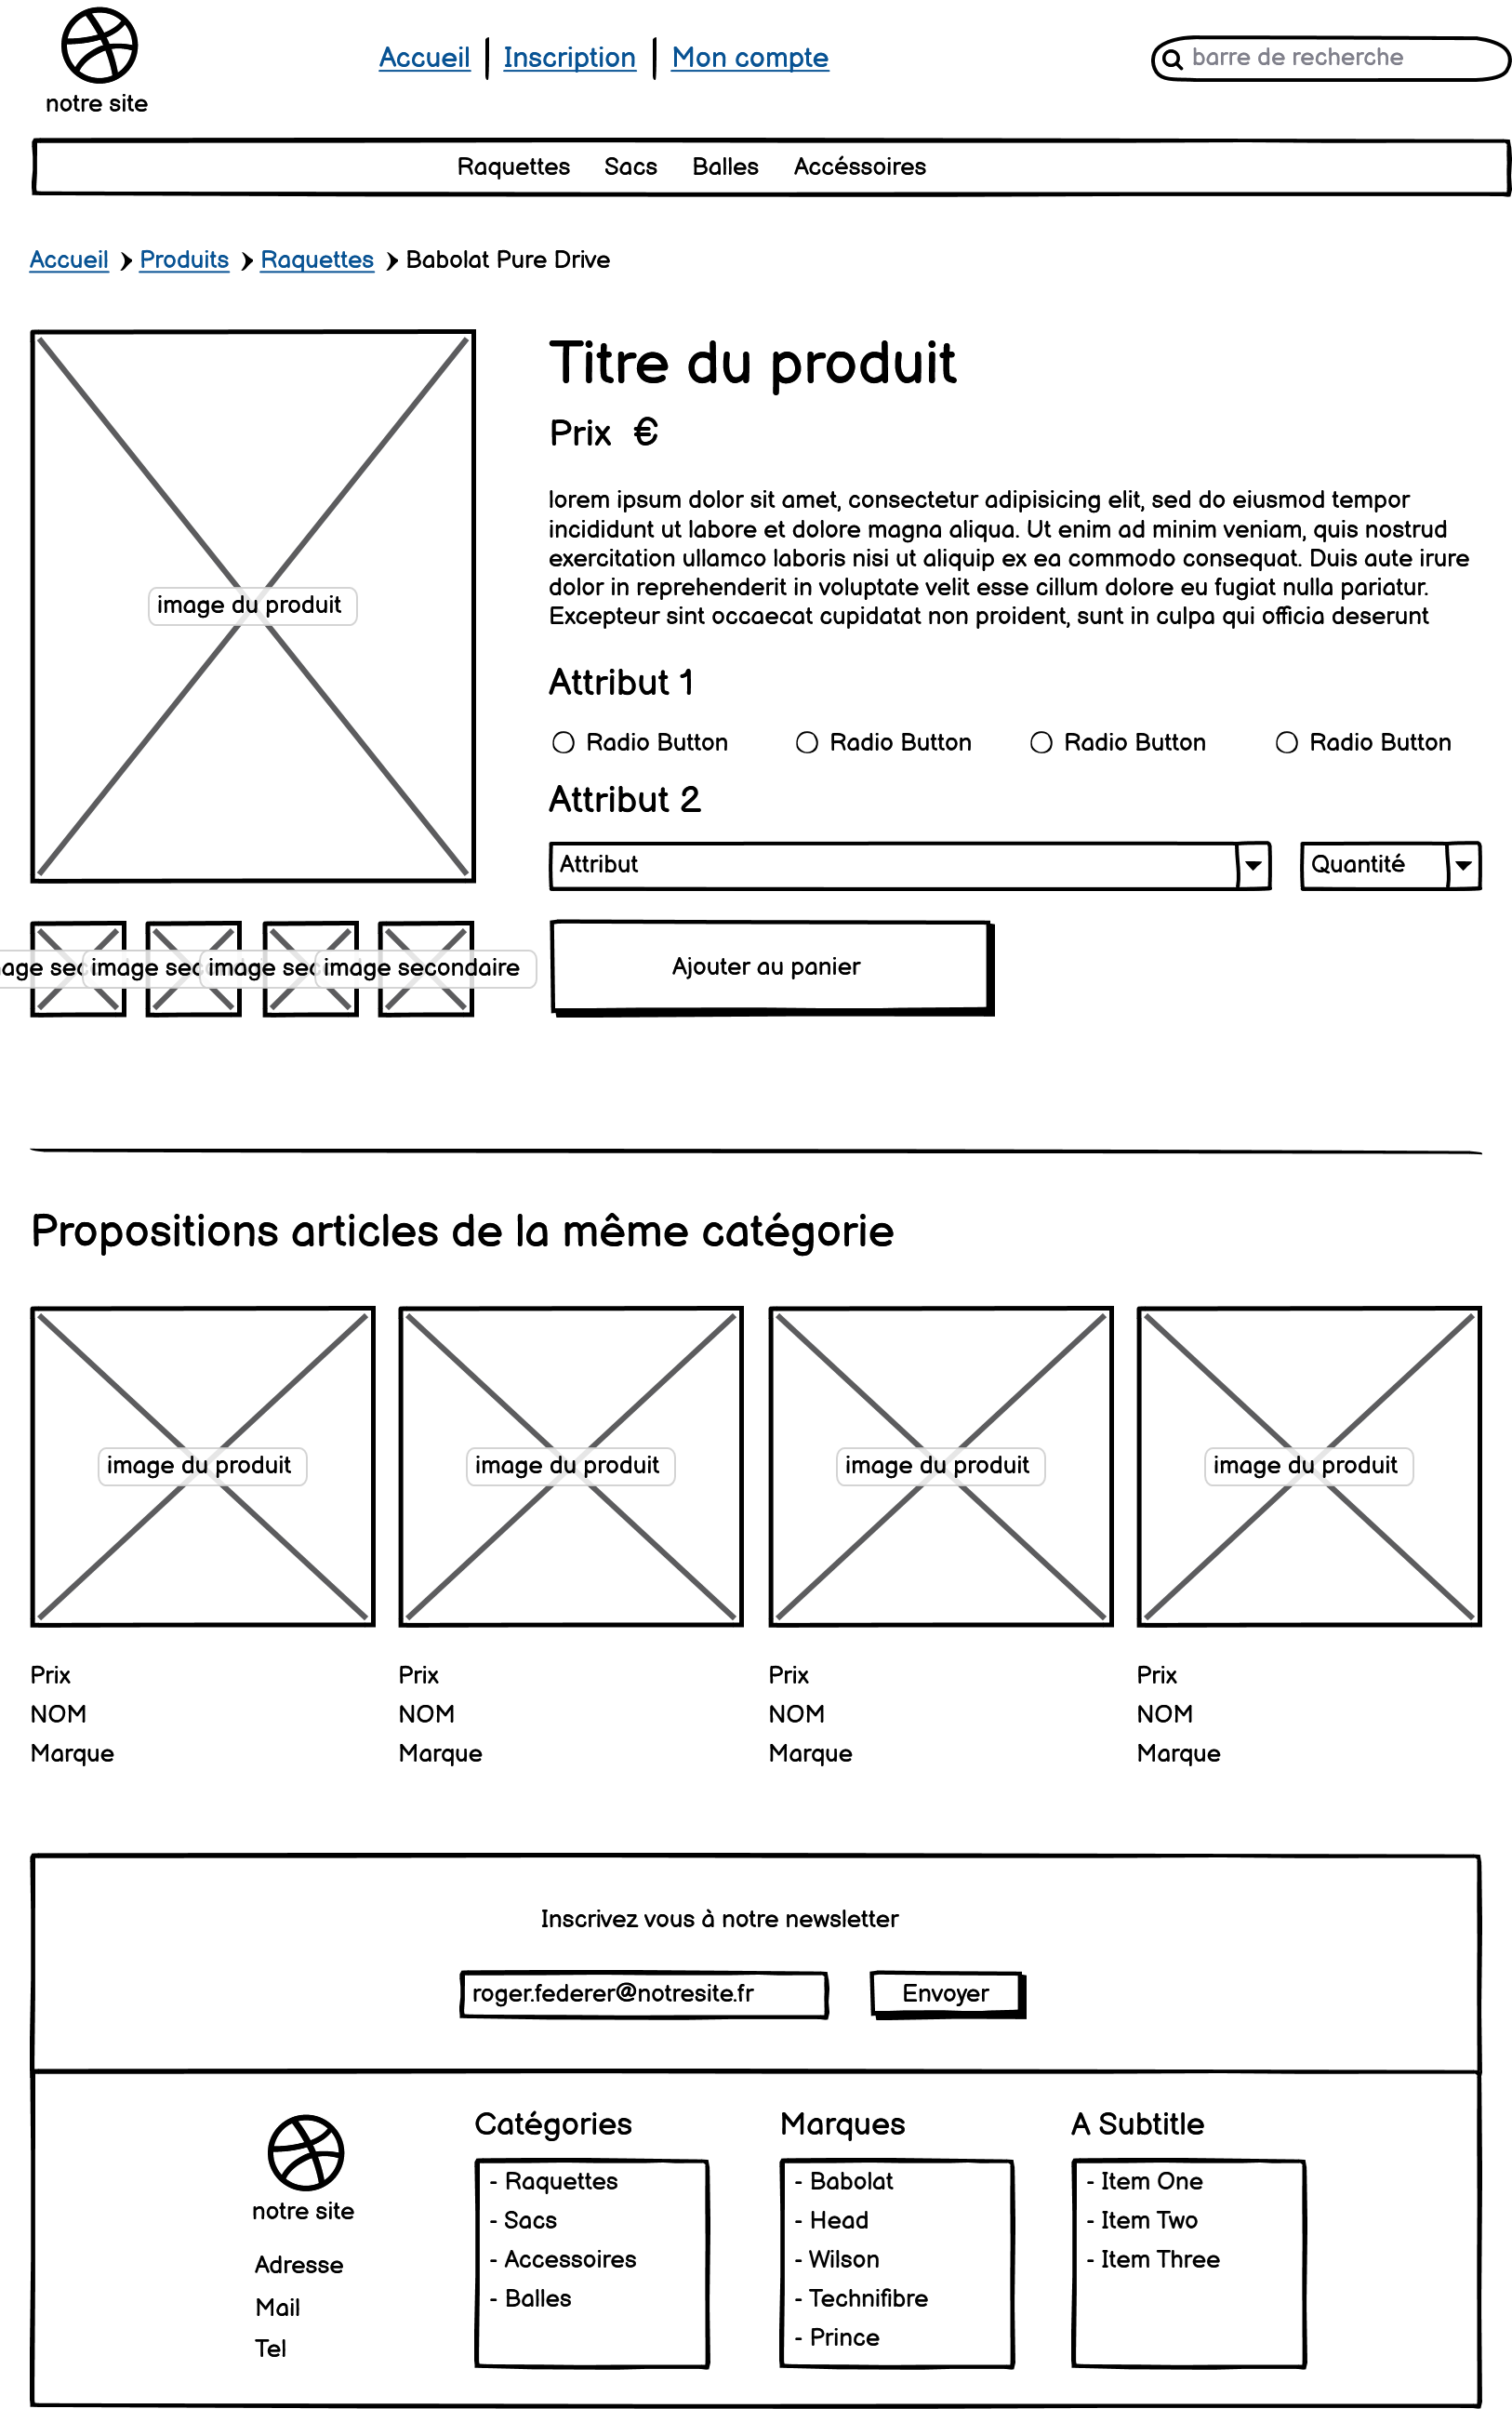 notre site
Accueil Inscription Mon compte
barre de recherche
Raquettes Sacs Balles Accéssoires
Accueil Produits Raquettes Babolat Pure Drive
image du produit
Titre du produit
Prix €
lorem ipsum dolor sit amet, consectetur adipisicing elit, sed do eiusmod tempor
incididunt ut labore et dolore magna aliqua. Ut enim ad minim veniam, quis nostrud
exercitation ullamco laboris nisi ut aliquip ex ea commodo consequat. Duis aute irure
dolor in reprehenderit in voluptate velit esse cillum dolore eu fugiat nulla pariatur.
Excepteur sint occaecat cupidatat non proident, sunt in culpa qui officia deserunt
Attribut 1
Radio Button Radio Button Radio Button Radio Button
Attribut 2
Attribut Quantité
image image image secondaire
Ajouter au panier
Propositions articles de la même catégorie
image du produit image du produit image du produit image du produit
Prix Prix Prix Prix
NOM NOM NOM NOM
Marque Marque Marque Marque
Inscrivez vous à notre newsletter
roger.federer@notresite.fr Envoyer
notre site
Adresse
Mail
Tel
Catégories
- Raquettes
- Sacs
- Accessoires
- Balles
Marques
- Babolat
- Head
- Wilson
- Technifibre
- Prince
A Subtitle
- Item One
- Item Two
- Item Three